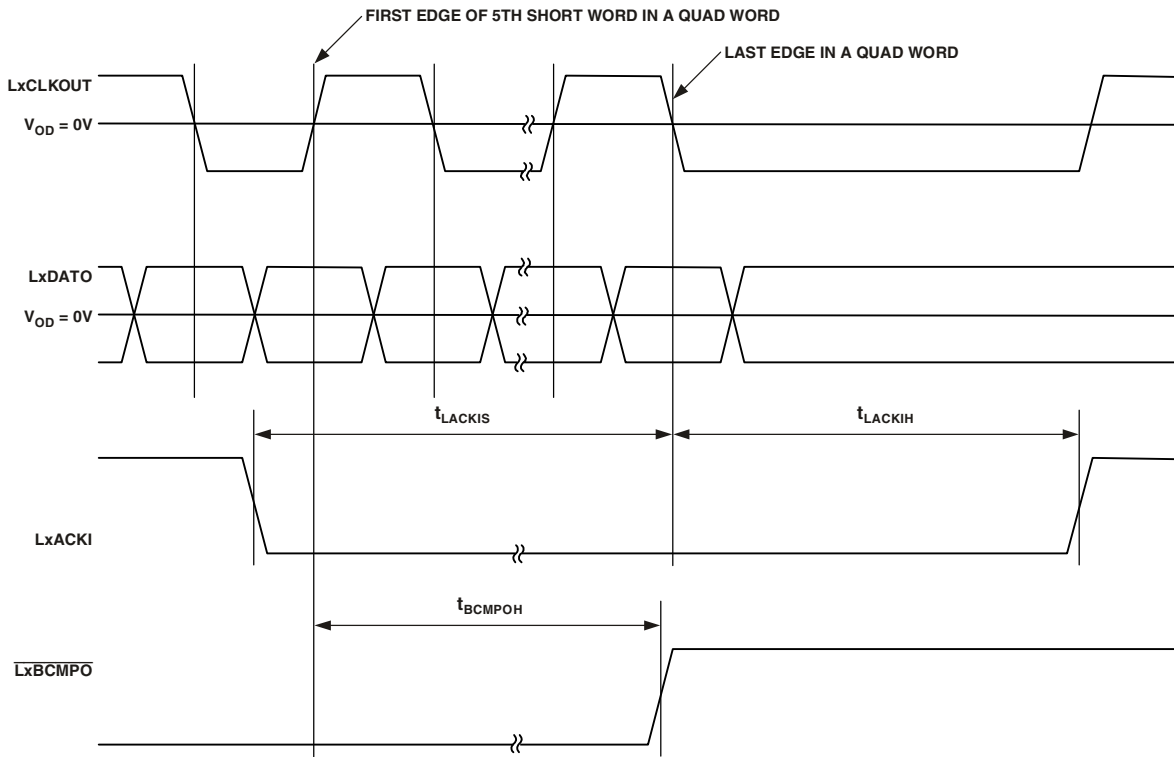 FIRST EDGE OF 5TH SHORT WORD IN A QUAD WORD
LAST EDGE IN A QUAD WORD
LxCLKOUT
VOD = 0V
LxDATO
VOD = 0V
tLACKIS
tLACKIH
LxACKI
tBCMPOH
LxBCMPO